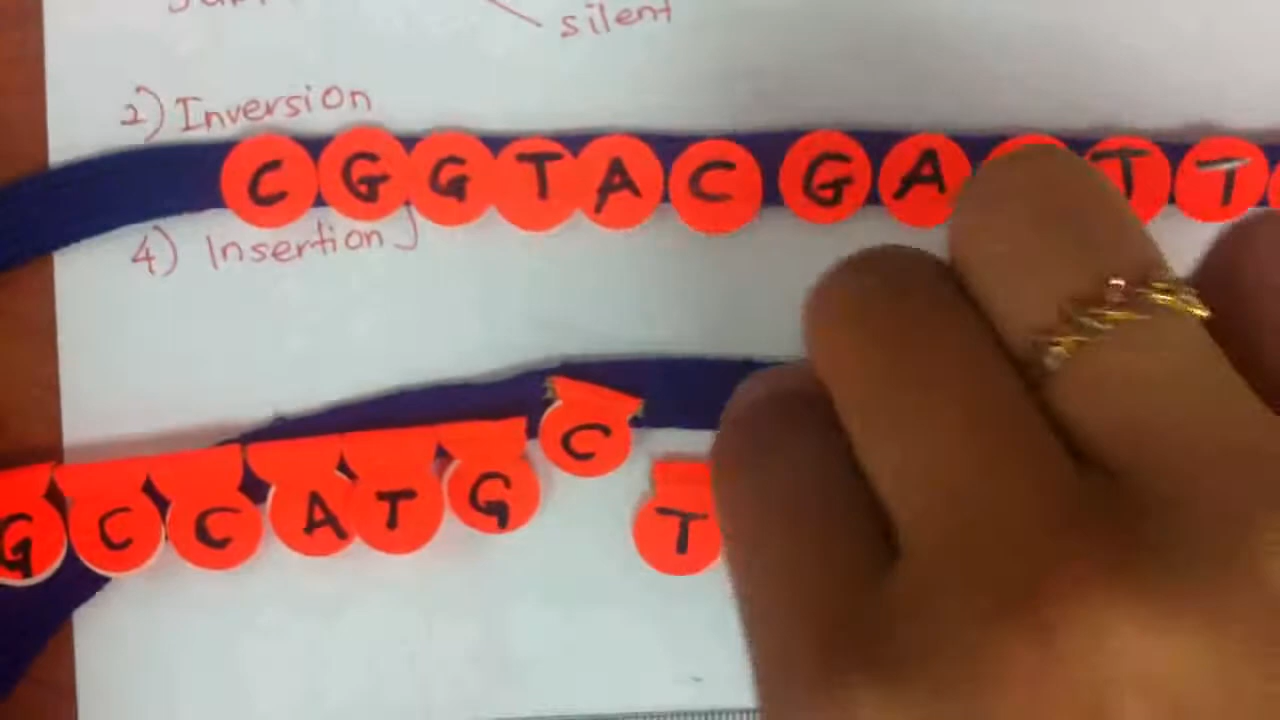 silent
2) Inversion
C G G T A C G A T T
4) Insertion
G C C A T G C T